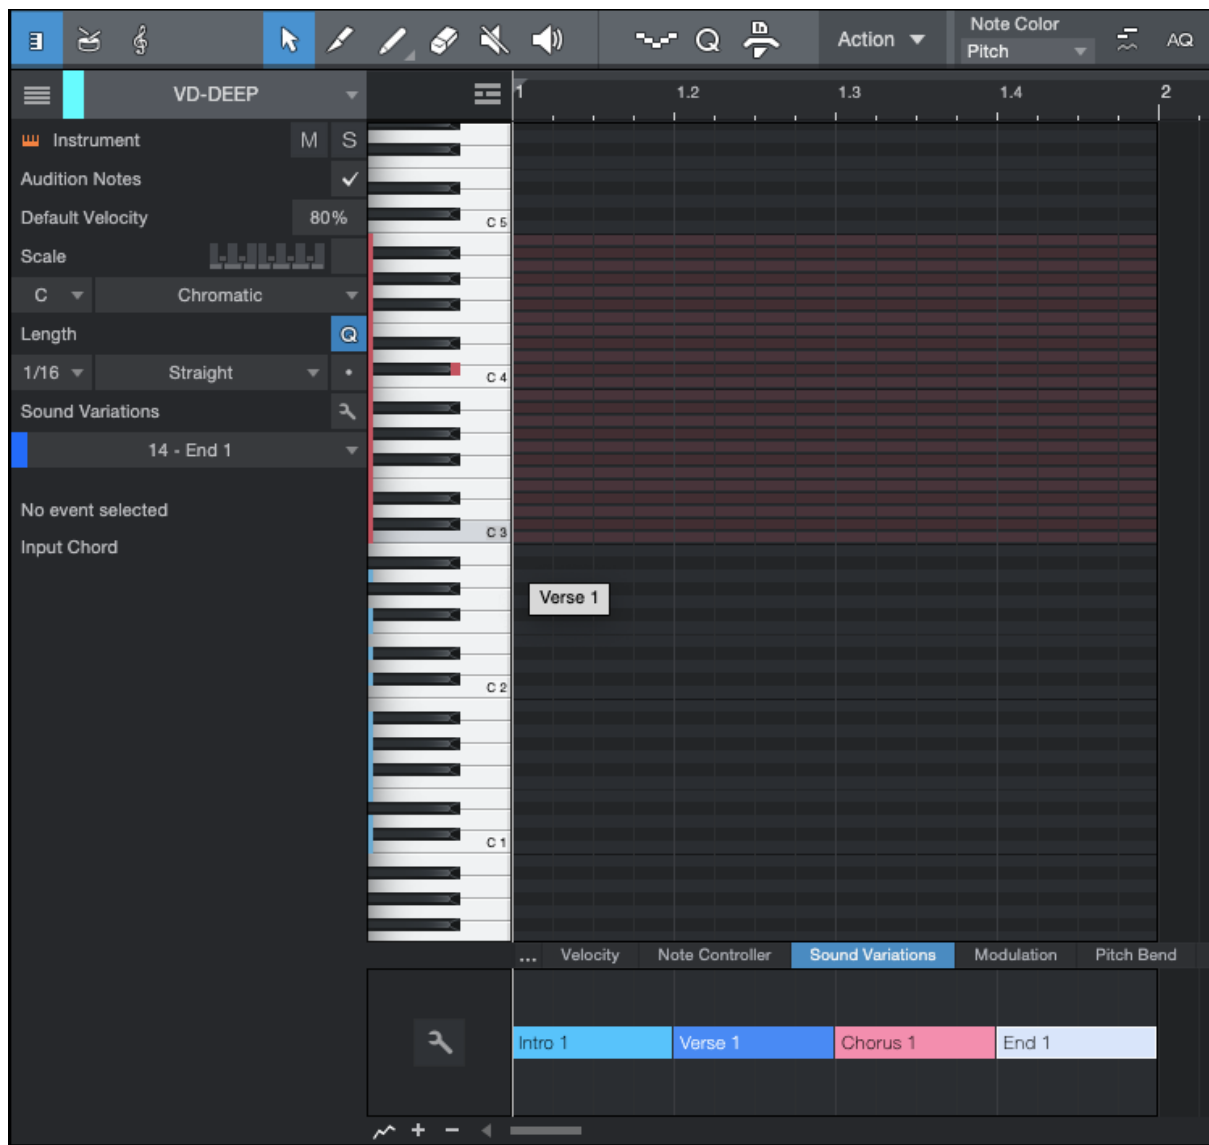 Action
Note Color
Pitch
AQ
VD-DEEP
1
1.2
1.3
1.4
2
Instrument
M
S
Audition Notes
Default Velocity
80%
Scale
C
Chromatic
Length
Q
1/16
Straight
Sound Variations
14 - End 1
No event selected
Input Chord
C 5
C 4
C 3
Verse 1
C 2
C 1
... Velocity Note Controller Sound Variations Modulation Pitch Bend
Intro 1 Verse 1 Chorus 1 End 1